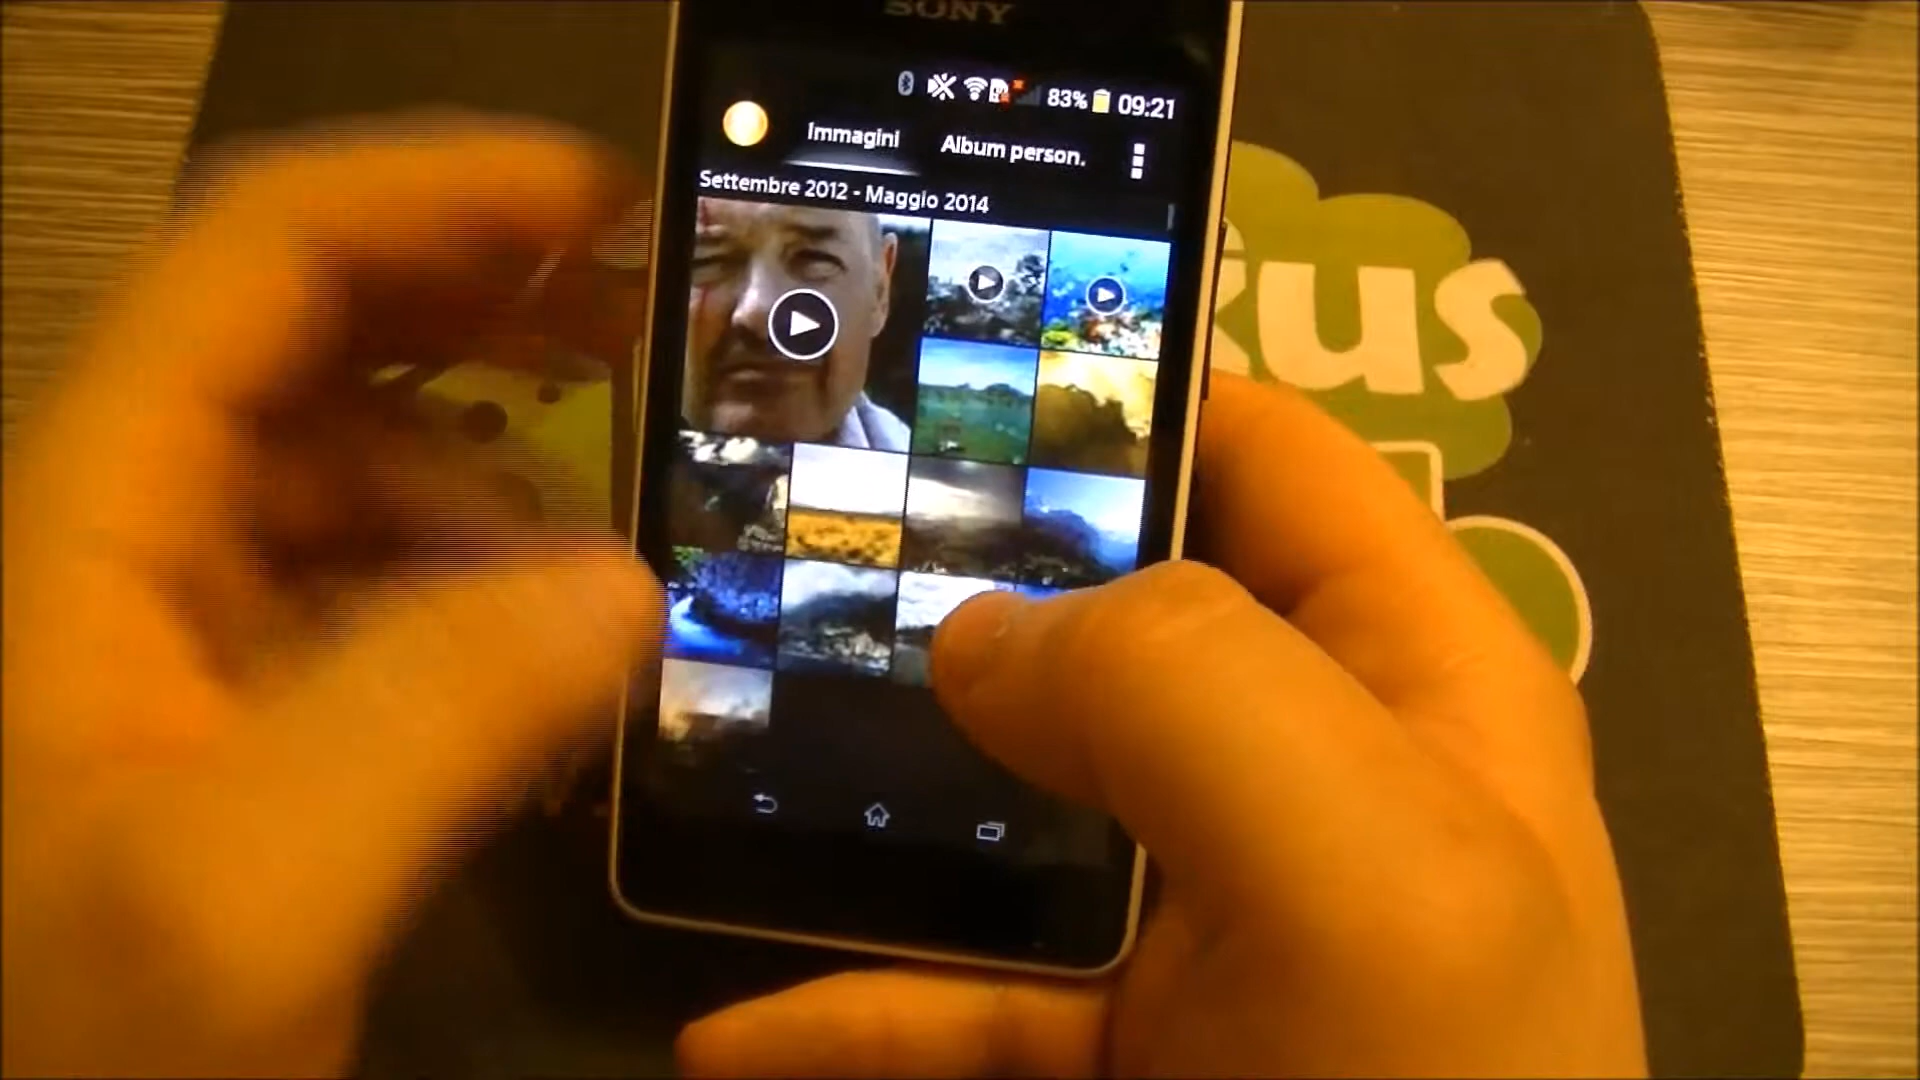 SONY
83% 09:21
Immagini Album person.
Settembre 2012 - Maggio 2014
kus